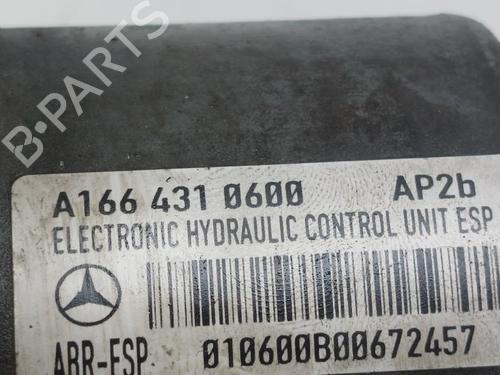 B-PARTS
A166 431 0600 AP2b
ELECTRONIC HYDRAULIC CONTROL UNIT ESP
ABR-ESP 010600B00672457